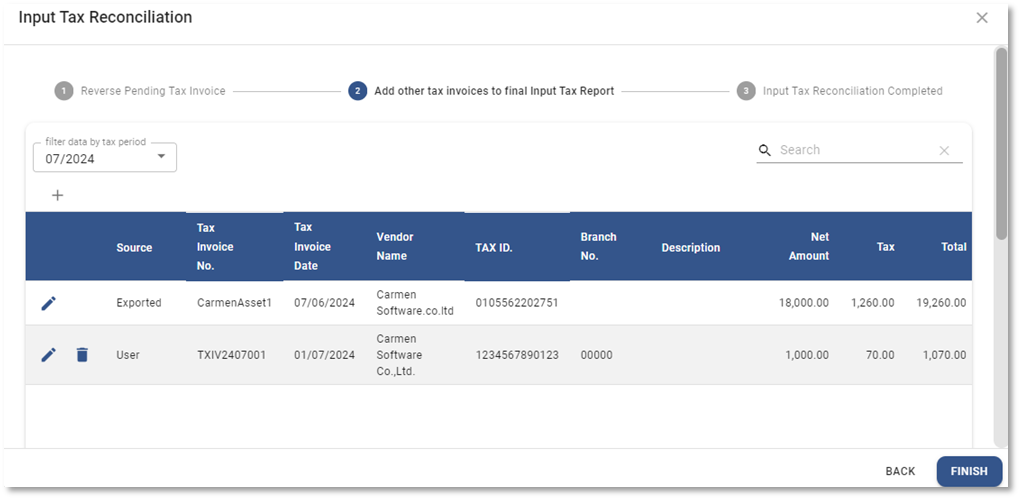 Input Tax Reconciliation
1 Reverse Pending Tax Invoice 2 Add other tax invoices to final Input Tax Report 3 Input Tax Reconciliation Completed
filter data by tax period
07/2024
Search
Source Tax Invoice No. Tax Invoice Date Vendor Name TAX ID. Branch No. Description Net Amount Tax Total
Exported CarmenAsset1 07/06/2024 Carmen Software.co.ltd 0105562202751 18,000.00 1,260.00 19,260.00
User TXIV2407001 01/07/2024 Carmen Software Co.,Ltd. 1234567890123 00000 1,000.00 70.00 1,070.00
BACK FINISH